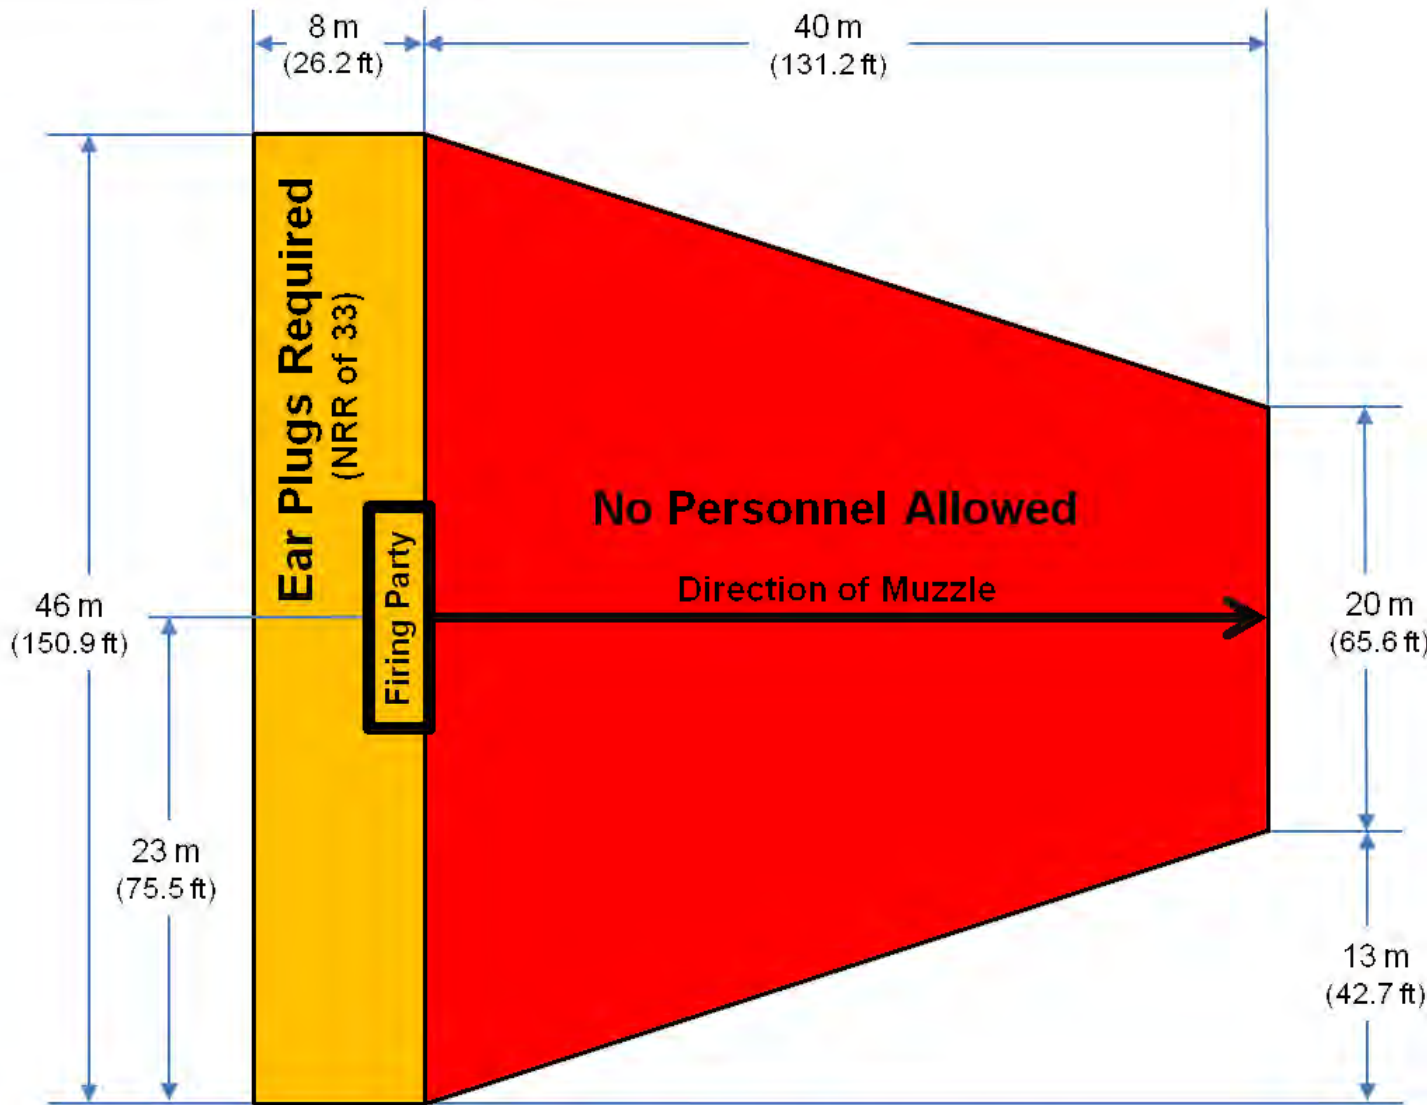 8 m
(26.2 ft)
40 m
(131.2 ft)
Ear Plugs Required
(NRR of 33)
No Personnel Allowed
Direction of Muzzle
Firing Party
46 m
(150.9 ft)
20 m
(65.6 ft)
23 m
(75.5 ft)
13 m
(42.7 ft)